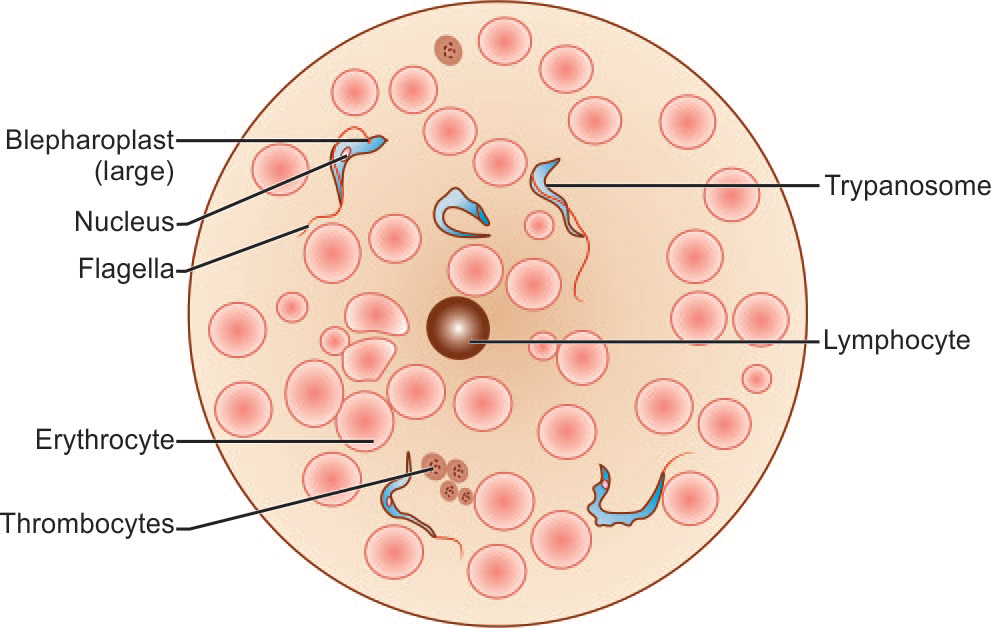 Blepharoplast
(large)
Nucleus
Flagella
Erythrocyte
Thrombocytes
Trypanosome
Lymphocyte